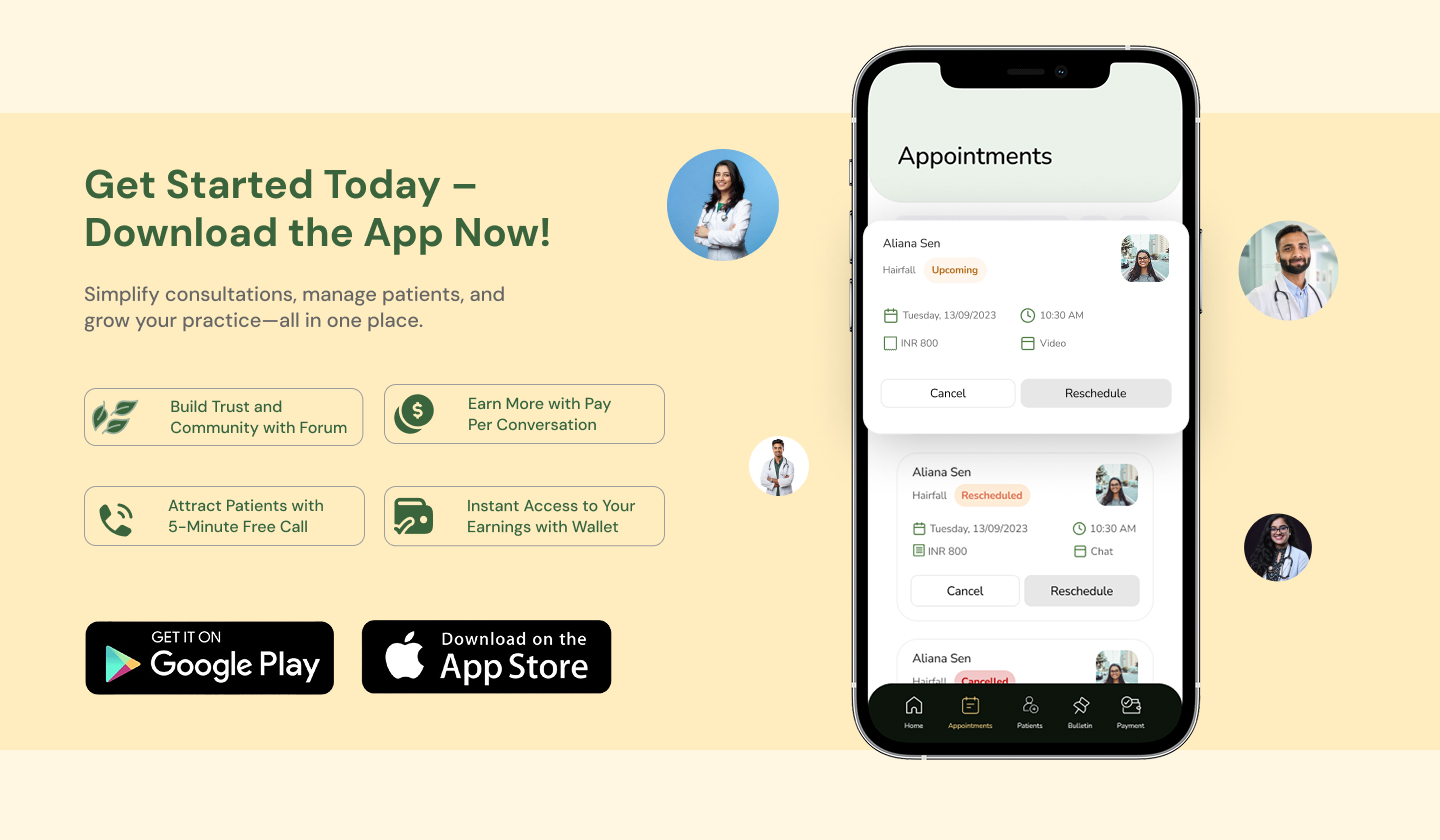 Get Started Today –
Download the App Now!
Simplify consultations, manage patients, and
grow your practice—all in one place.
Build Trust and
Community with Forum
Earn More with Pay
Per Conversation
Attract Patients with
5-Minute Free Call
Instant Access to Your
Earnings with Wallet
GET IT ON
Google Play
Download on the
App Store
Appointments
Aliana Sen
Hairfall Upcoming
Tuesday, 13/09/2023 10:30 AM
INR 800 Video
Cancel Reschedule
Aliana Sen
Hairfall Rescheduled
Tuesday, 13/09/2023 10:30 AM
INR 800 Chat
Cancel Reschedule
Aliana Sen
Hairfall Cancelled
Home Appointments Patients Bulletin Payment
$